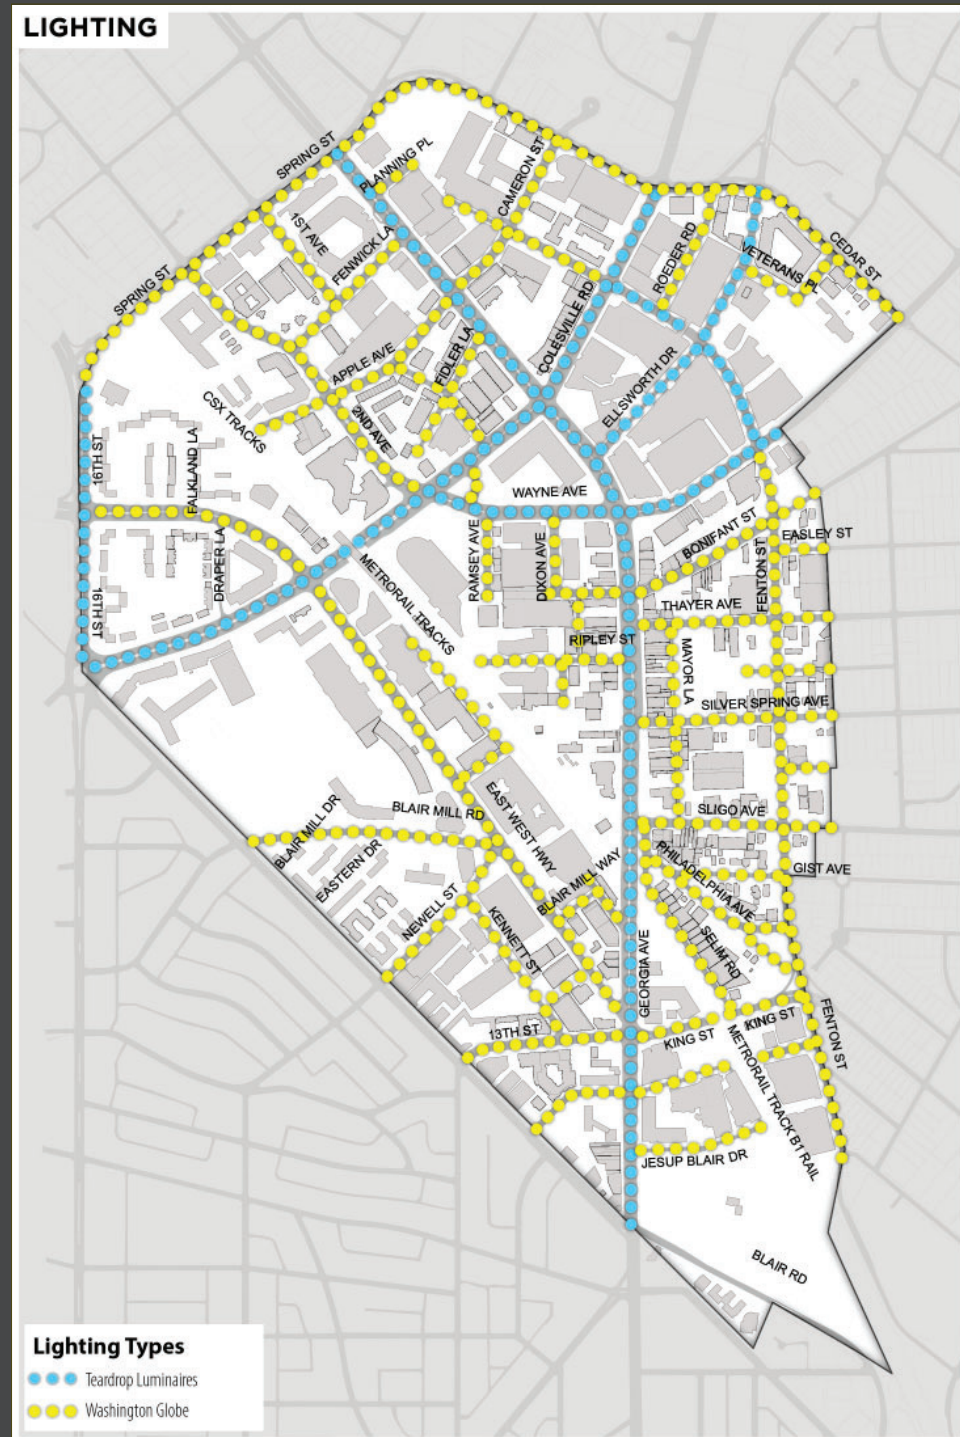 LIGHTING
SPRING ST
PLANNING PL
CAMERON ST
1ST AVE
FENWICK LA
ROEDER RD
VETERANS PL
CEDAR ST
SPRING ST
COLESVILLE RD
APPLE AVE
FIDLER LA
ELLSWORTH DR
CSX TRACKS
2ND AVE
16TH ST
FALKLAND LA
WAYNE AVE
DRAPER LA
METRORAIL TRACKS
RAMSEY AVE
DIXON AVE
BONIFANT ST
EASLEY ST
FENTON ST
16TH ST
THAYER AVE
RIPLEY ST
MAYOR LA
SILVER SPRING AVE
BLAIR MILL DR
BLAIR MILL RD
EAST WEST HWY
SLIGO AVE
EASTERN DR
BLAIR MILL WAY
PHILADELPHIA AVE
GIST AVE
NEWELL ST
KENNETT ST
SELIM RD
GEORGIA AVE
13TH ST
KING ST
KING ST
FENTON ST
METRORAIL TRACK B1 RAIL
JESUP BLAIR DR
BLAIR RD
Lighting Types
Teardrop Luminaires
Washington Globe